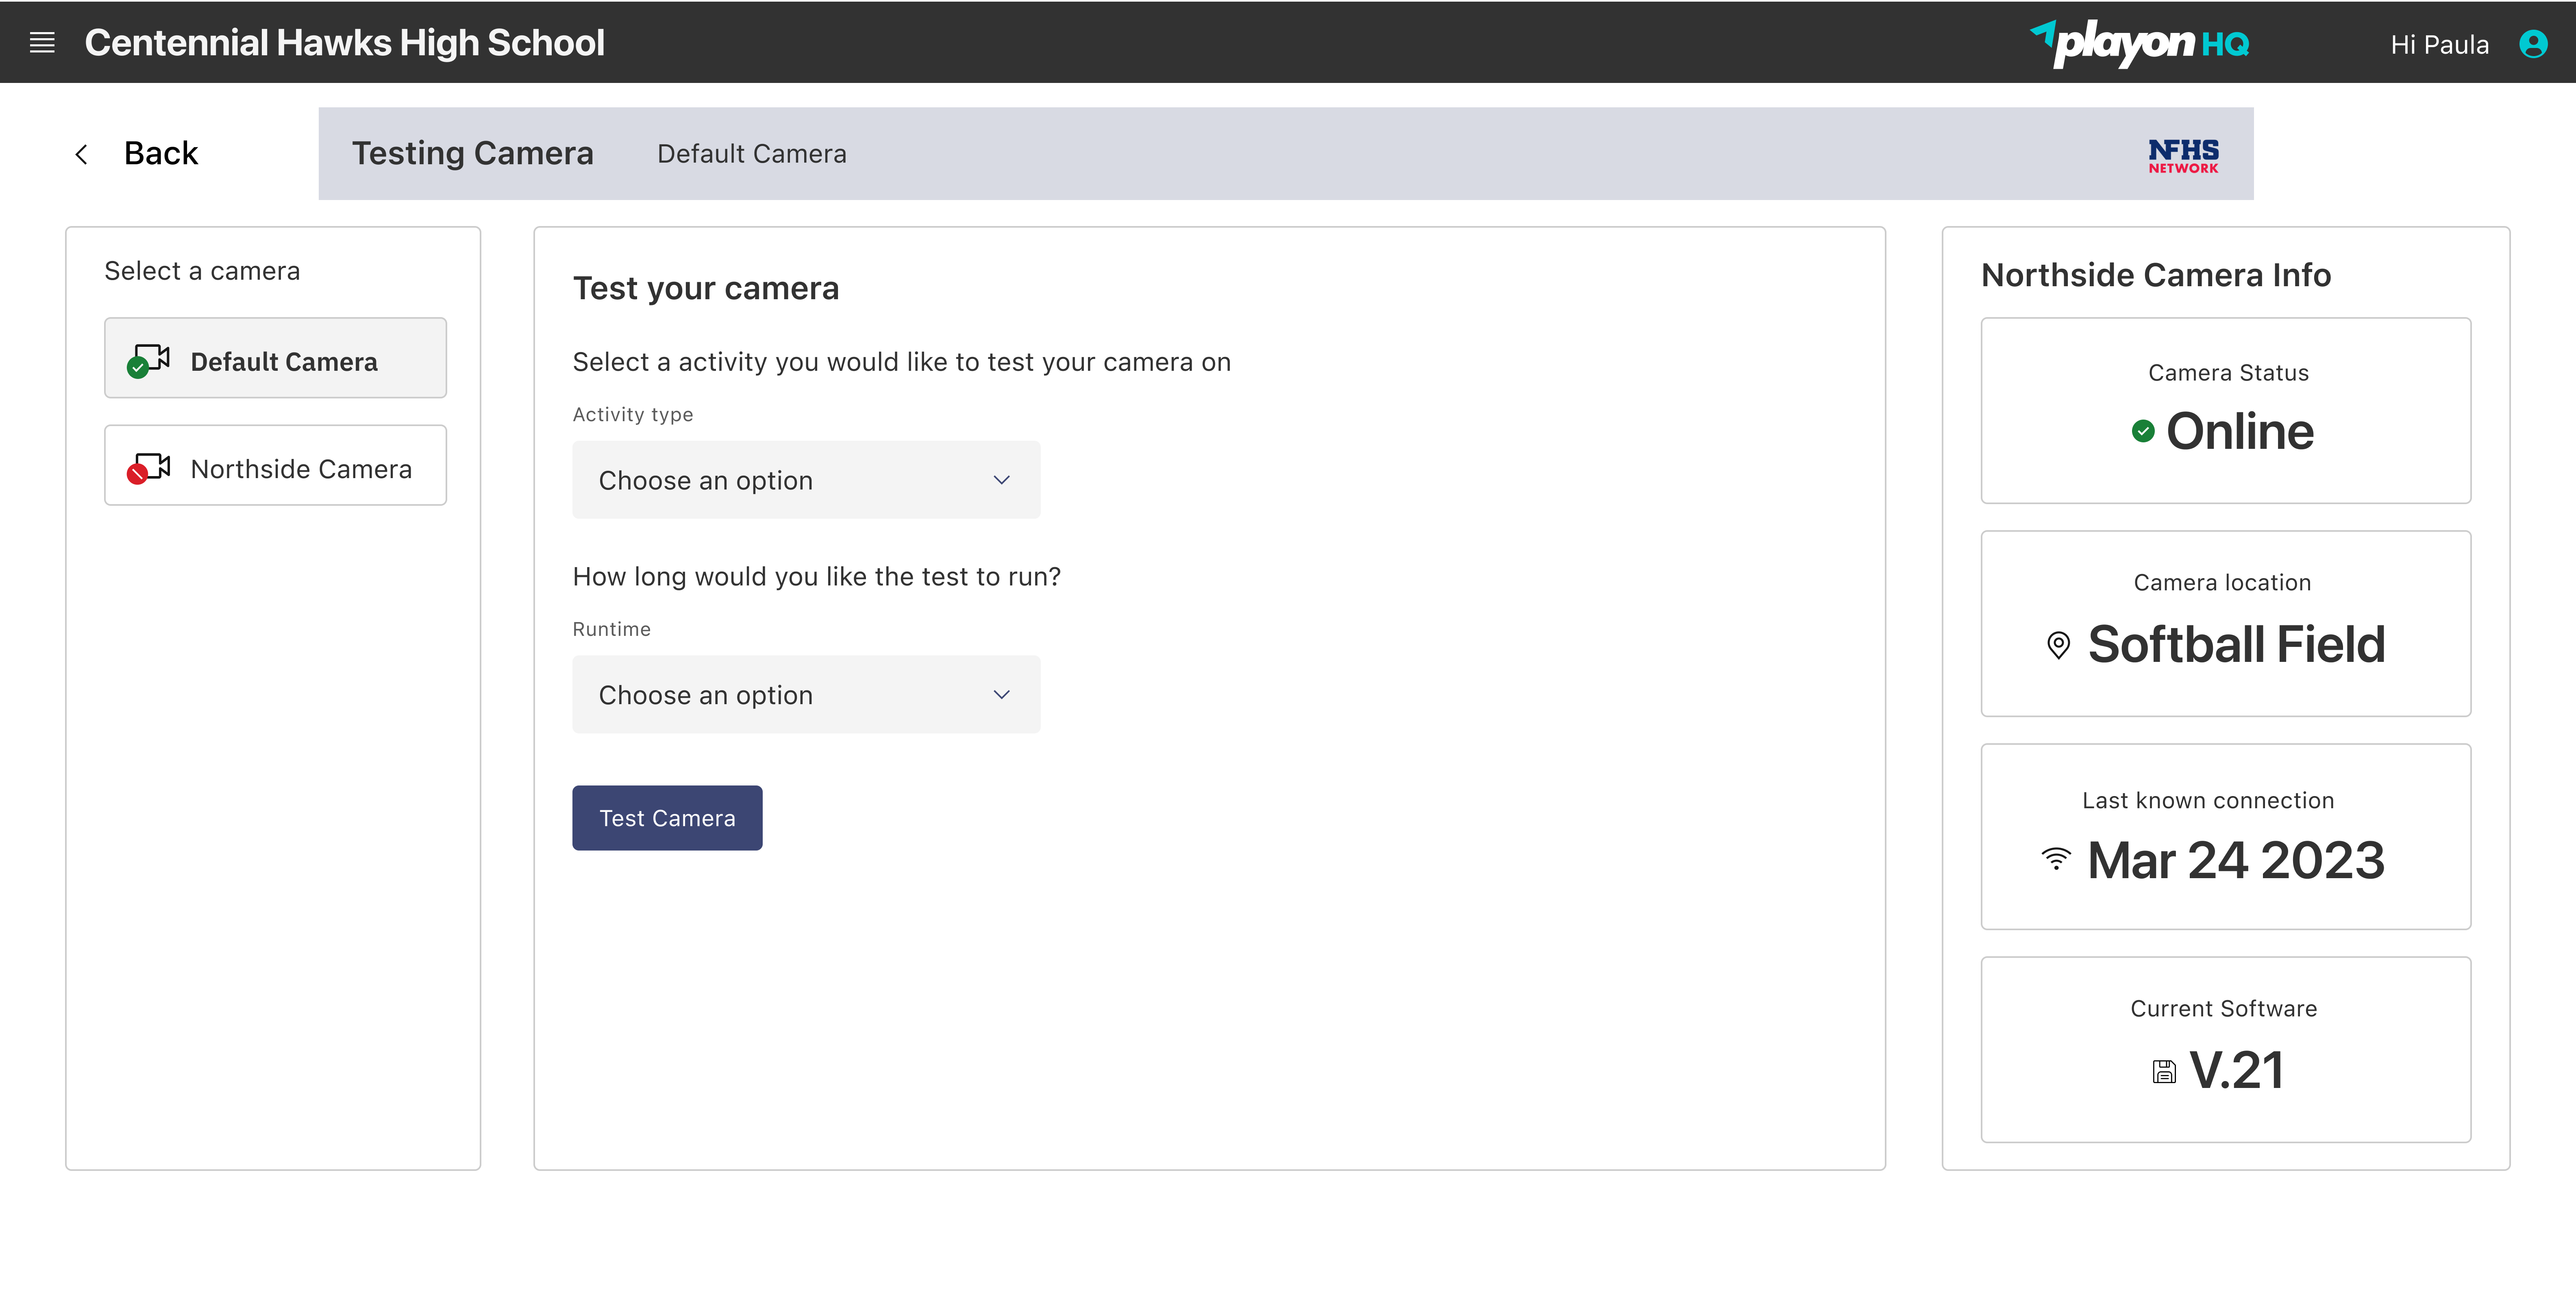 Centennial Hawks High School
playon HQ
Hi Paula
Back
Testing Camera
Default Camera
NFHS
NETWORK
Select a camera
Default Camera
Northside Camera
Test your camera
Select a activity you would like to test your camera on
Activity type
Choose an option
How long would you like the test to run?
Runtime
Choose an option
Test Camera
Northside Camera Info
Camera Status
Online
Camera location
Softball Field
Last known connection
Mar 24 2023
Current Software
V.21